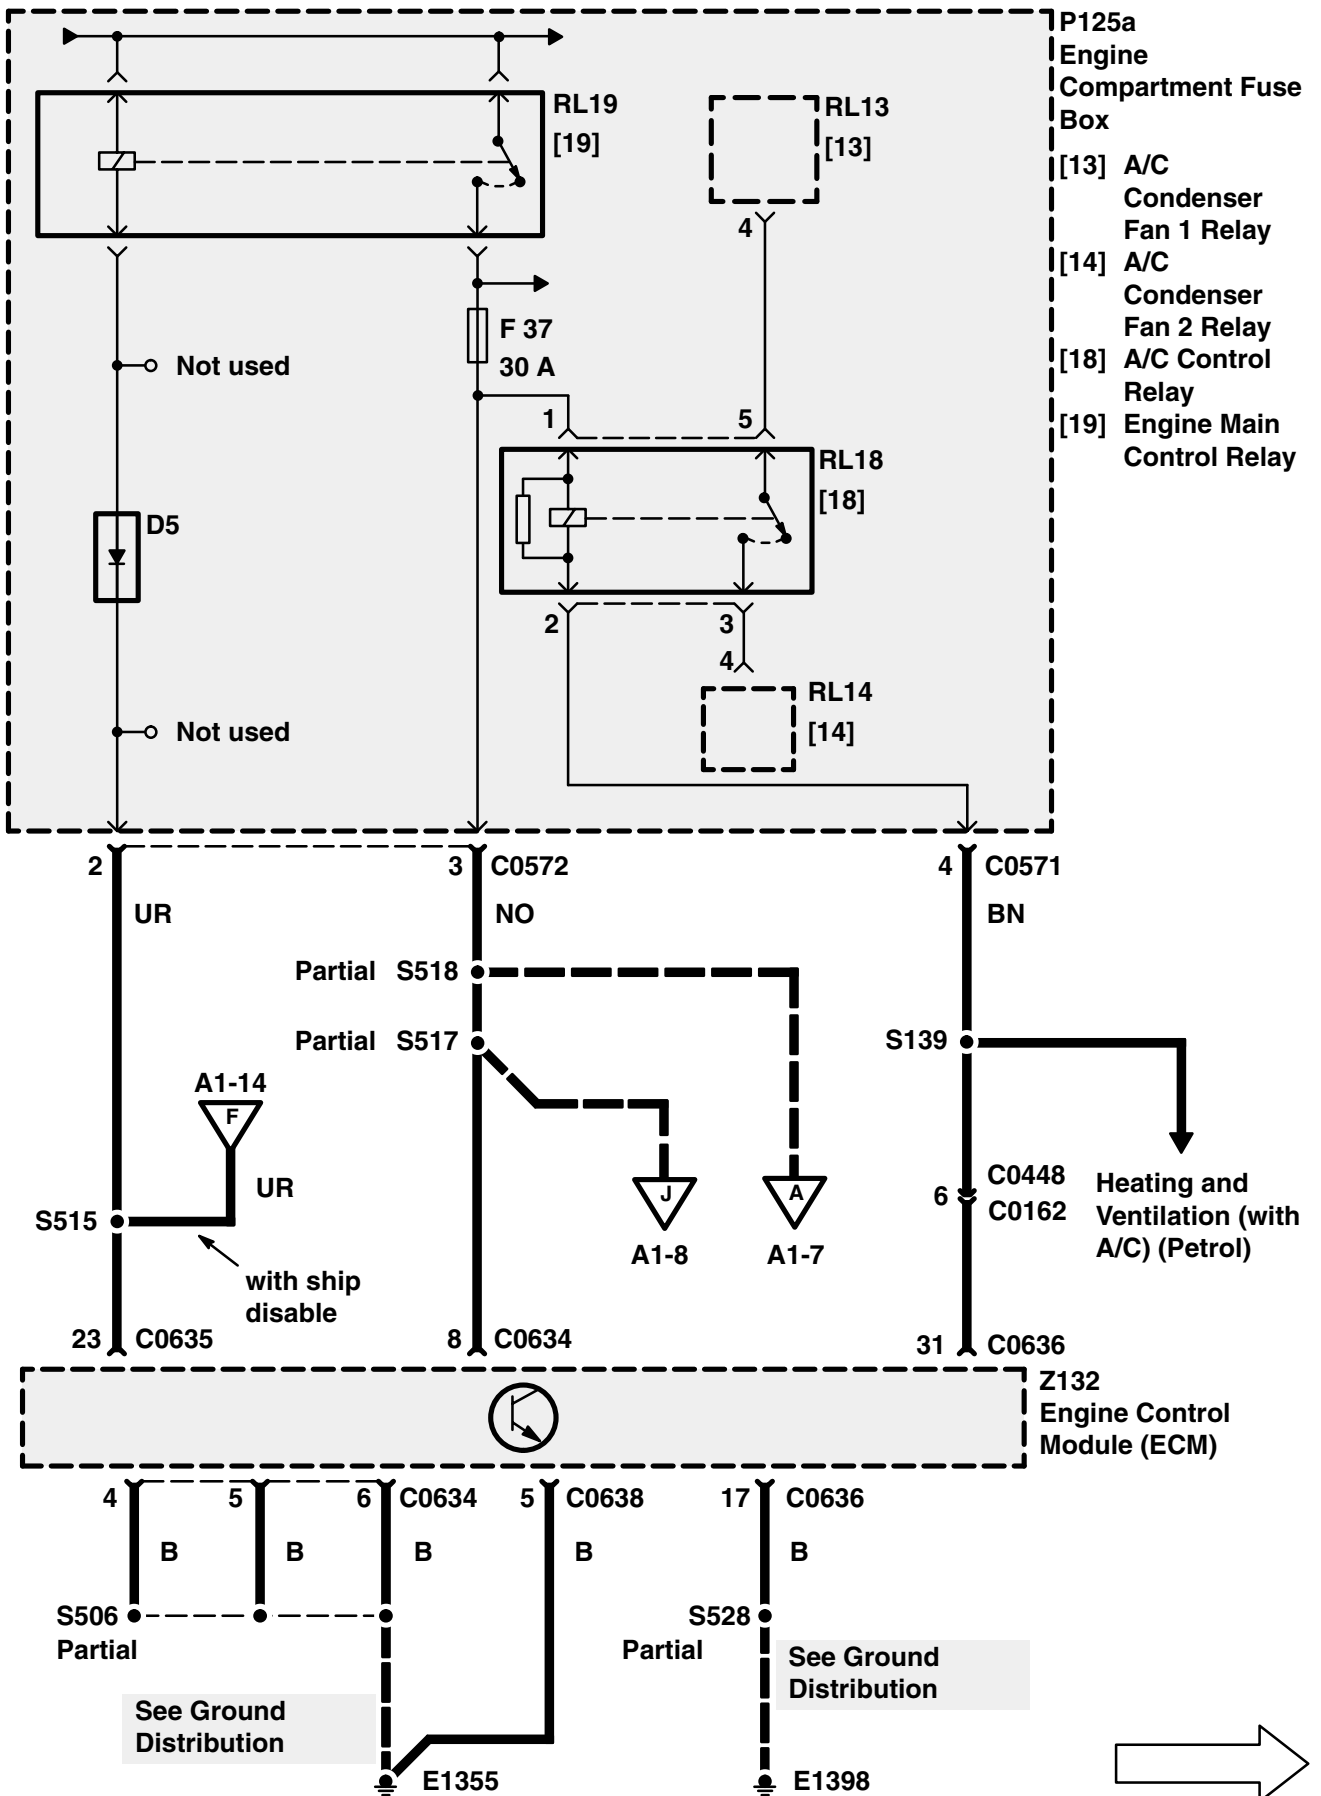 P125a
Engine
Compartment Fuse
Box
[13] A/C
Condenser
Fan 1 Relay
[14] A/C
Condenser
Fan 2 Relay
[18] A/C Control
Relay
[19] Engine Main
Control Relay
RL19
[19]
RL13
[13]
4
F 37
30 A
Not used
1
5
RL18
[18]
D5
2
3
4
RL14
[14]
Not used
2
3
C0572
4
C0571
UR
NO
BN
Partial S518
Partial S517
S139
A1-14
F
UR
S515
with ship
disable
J
A1-8
A
A1-7
6
C0448
C0162
Heating and
Ventilation (with
A/C) (Petrol)
23
C0635
8
C0634
31
C0636
Z132
Engine Control
Module (ECM)
4
5
6
C0634
5
C0638
17
C0636
B
B
B
B
B
S506
Partial
S528
Partial
See Ground
Distribution
See Ground
Distribution
E1355
E1398